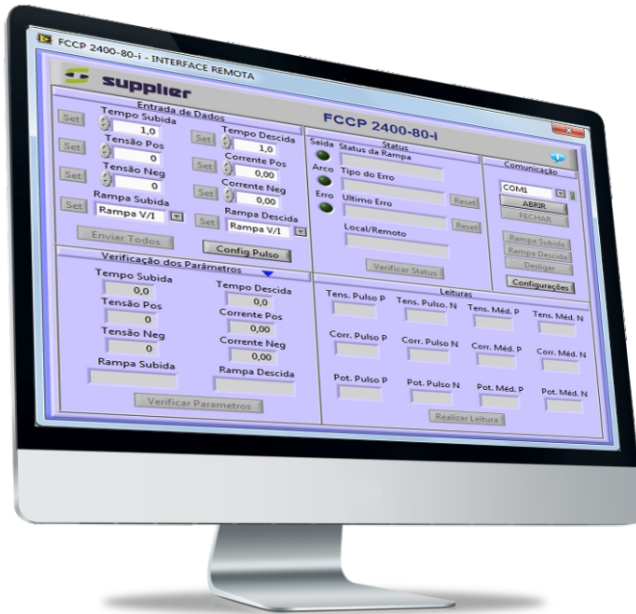 FCCP 2400-80-i - INTERFACE REMOTA
supplier
FCCP 2400-80-i
Entrada de Dados
Tempo Subida
Set 1,0
Tempo Descida
Set 1,0
Tensão Pos
Set 0
Corrente Pos
Set 0,00
Tensão Neg
Set 0
Corrente Neg
Set 0,00
Rampa Subida
Set Rampa V/I
Rampa Descida
Set Rampa V/I
Enviar Todos
Config Pulso
Status
Saída Status da Rampa
Arco Tipo do Erro
Erro Ultimo Erro
Reset
Local/Remoto
Reset
Verificar Status
Comunicação
COM1
ABRIR
FECHAR
Rampa Subida
Rampa Descida
Desligar
Configurações
Verificação dos Parâmetros
Tempo Subida
0,0
Tempo Descida
0,0
Tensão Pos
0
Corrente Pos
0,00
Tensão Neg
0
Corrente Neg
0,00
Rampa Subida
Rampa Descida
Verificar Parametros
Leituras
Tens. Pulso P Tens. Pulso. N Tens. Méd. P Tens. Méd. N
Corr. Pulso P Corr. Pulso N Corr. Méd. P Corr. Méd. N
Pot. Pulso P Pot. Pulso N Pot. Méd. P Pot. Méd. N
Realizar Leitura